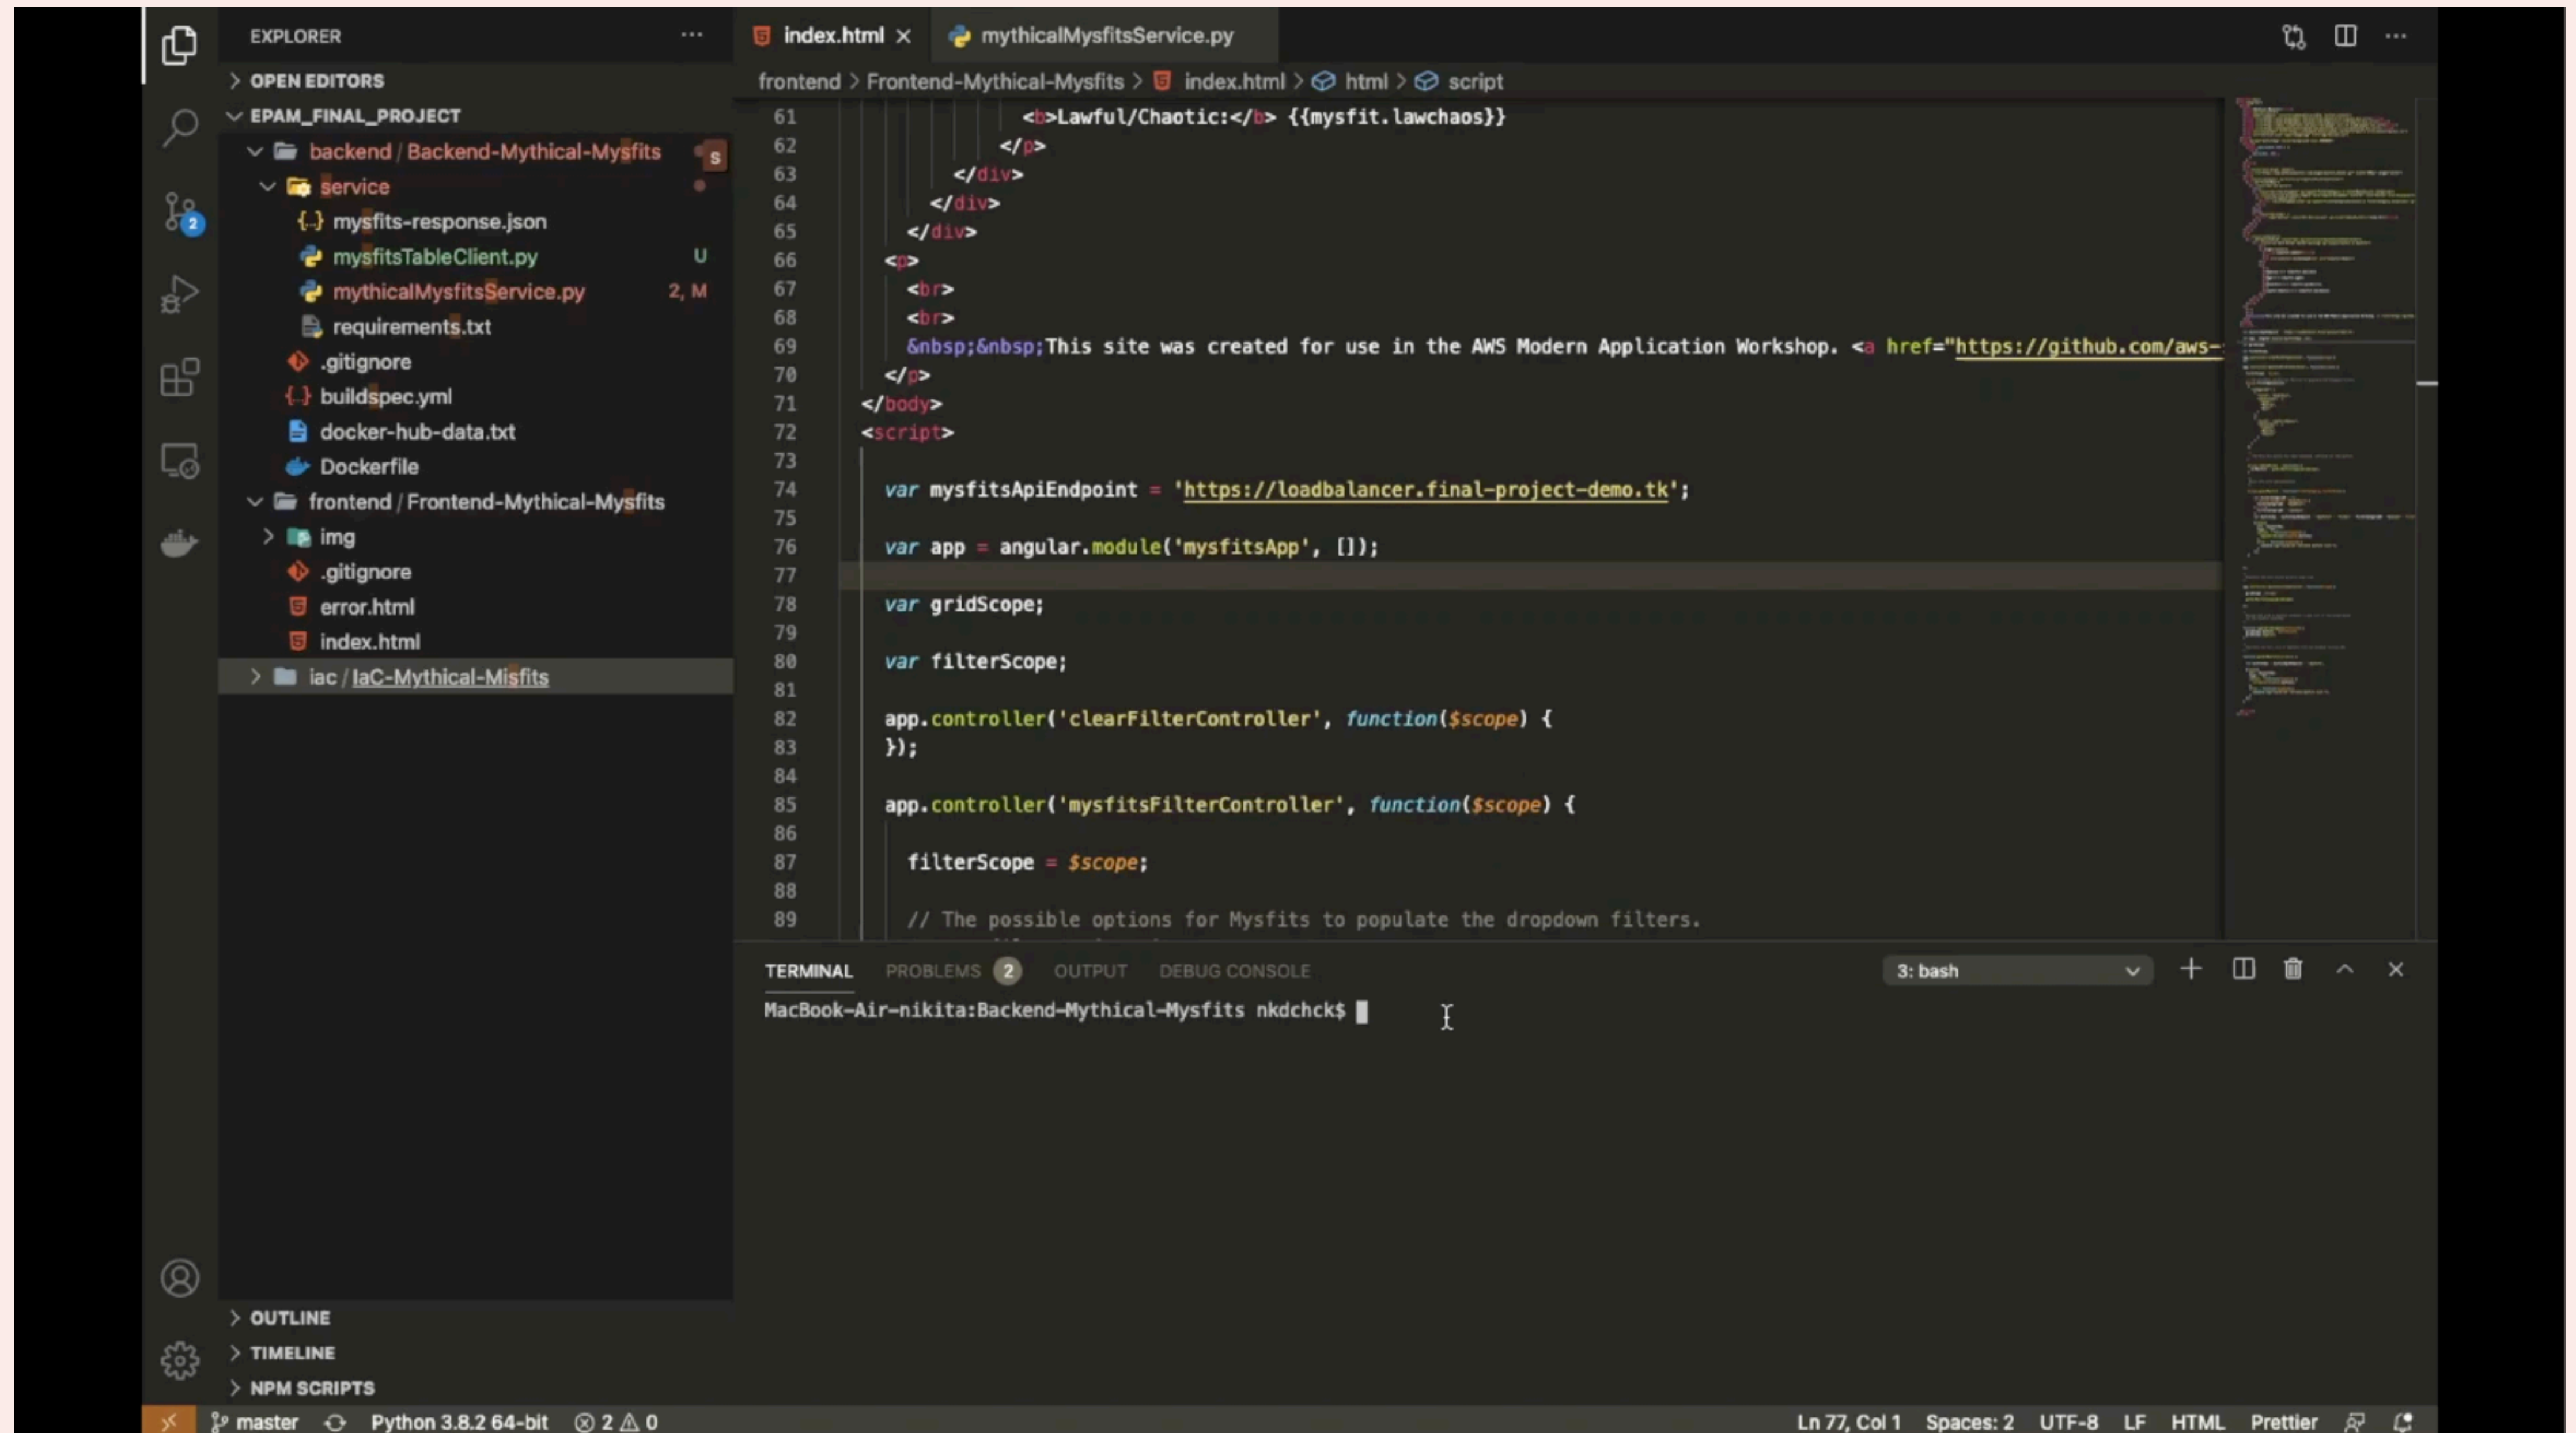 EXPLORER
OPEN EDITORS
EPAM_FINAL_PROJECT
backend / Backend-Mythical-Mysfits
s
service
mysfits-response.json
mysfitsTableClient.py U
mythicalMysfitsService.py 2, M
requirements.txt
.gitignore
buildspec.yml
docker-hub-data.txt
Dockerfile
frontend / Frontend-Mythical-Mysfits
img
.gitignore
error.html
index.html
iac / IaC-Mythical-Misfits
OUTLINE
TIMELINE
NPM SCRIPTS
2
index.html
mythicalMysfitsService.py
frontend > Frontend-Mythical-Mysfits > index.html > html > script
61 <b>Lawful/Chaotic:</b> {{mysfit.lawchaos}}
62 </p>
63 </div>
64 </div>
65 </div>
66 <p>
67 <br>
68 <br>
69 &nbsp;&nbsp;This site was created for use in the AWS Modern Application Workshop. <a href="https://github.com/aws-
70 </p>
71 </body>
72 <script>
73
74 var mysfitsApiEndpoint = 'https://loadbalancer.final-project-demo.tk';
75
76 var app = angular.module('mysfitsApp', []);
77
78 var gridScope;
79
80 var filterScope;
81
82 app.controller('clearFilterController', function($scope) {
83 });
84
85 app.controller('mysfitsFilterController', function($scope) {
86
87 filterScope = $scope;
88
89 // The possible options for Mysfits to populate the dropdown filters.
TERMINAL PROBLEMS 2 OUTPUT DEBUG CONSOLE 3: bash
MacBook-Air-nikita:Backend-Mythical-Mysfits nkdchck$
master Python 3.8.2 64-bit 2 0 Ln 77, Col 1 Spaces: 2 UTF-8 LF HTML Prettier